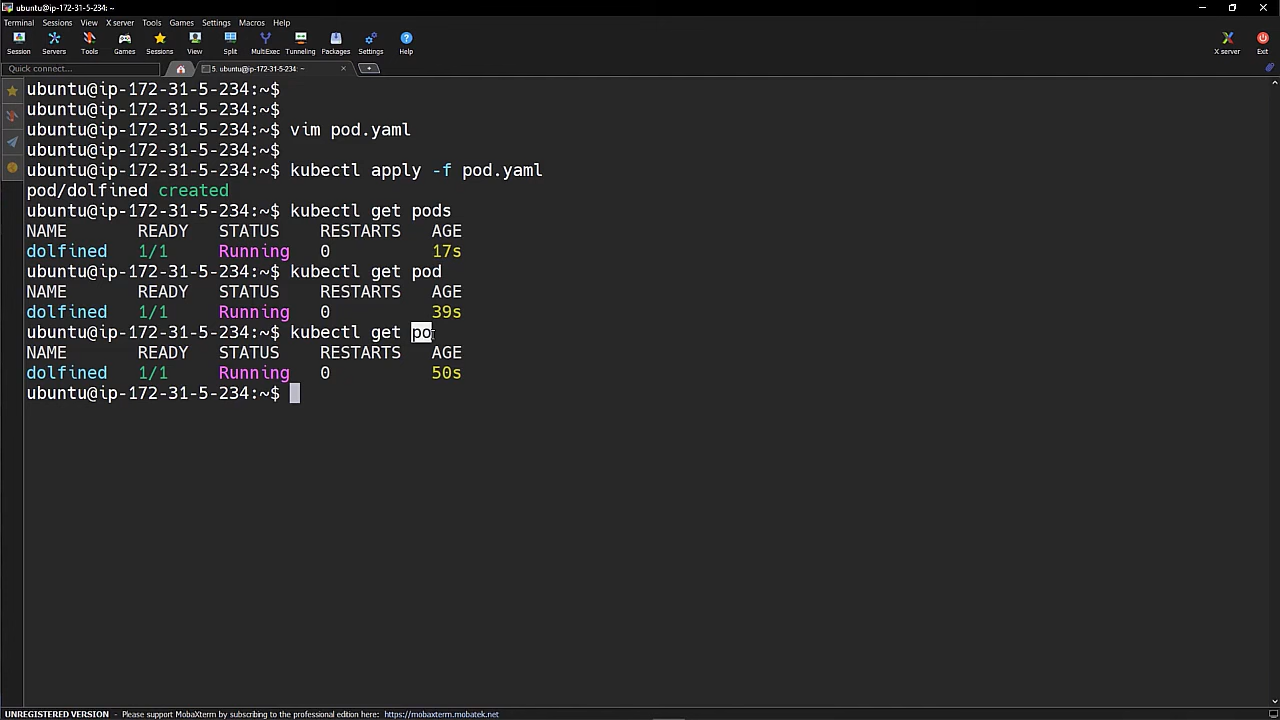 ubuntu@ip-172-31-5-234: ~
Terminal Sessions View X server Tools Games Settings Macros Help
Session Servers Tools Games Sessions View Split MultiExec Tunneling Packages Settings Help X server Exit
Quick connect... 5. ubuntu@ip-172-31-5-234: ~
ubuntu@ip-172-31-5-234:~$
ubuntu@ip-172-31-5-234:~$
ubuntu@ip-172-31-5-234:~$ vim pod.yaml
ubuntu@ip-172-31-5-234:~$
ubuntu@ip-172-31-5-234:~$ kubectl apply -f pod.yaml
pod/dolfined created
ubuntu@ip-172-31-5-234:~$ kubectl get pods
NAME READY STATUS RESTARTS AGE
dolfined 1/1 Running 0 17s
ubuntu@ip-172-31-5-234:~$ kubectl get pod
NAME READY STATUS RESTARTS AGE
dolfined 1/1 Running 0 39s
ubuntu@ip-172-31-5-234:~$ kubectl get po
NAME READY STATUS RESTARTS AGE
dolfined 1/1 Running 0 50s
ubuntu@ip-172-31-5-234:~$
UNREGISTERED VERSION - Please support MobaXterm by subscribing to the professional edition here: https://mobaxterm.mobatek.net